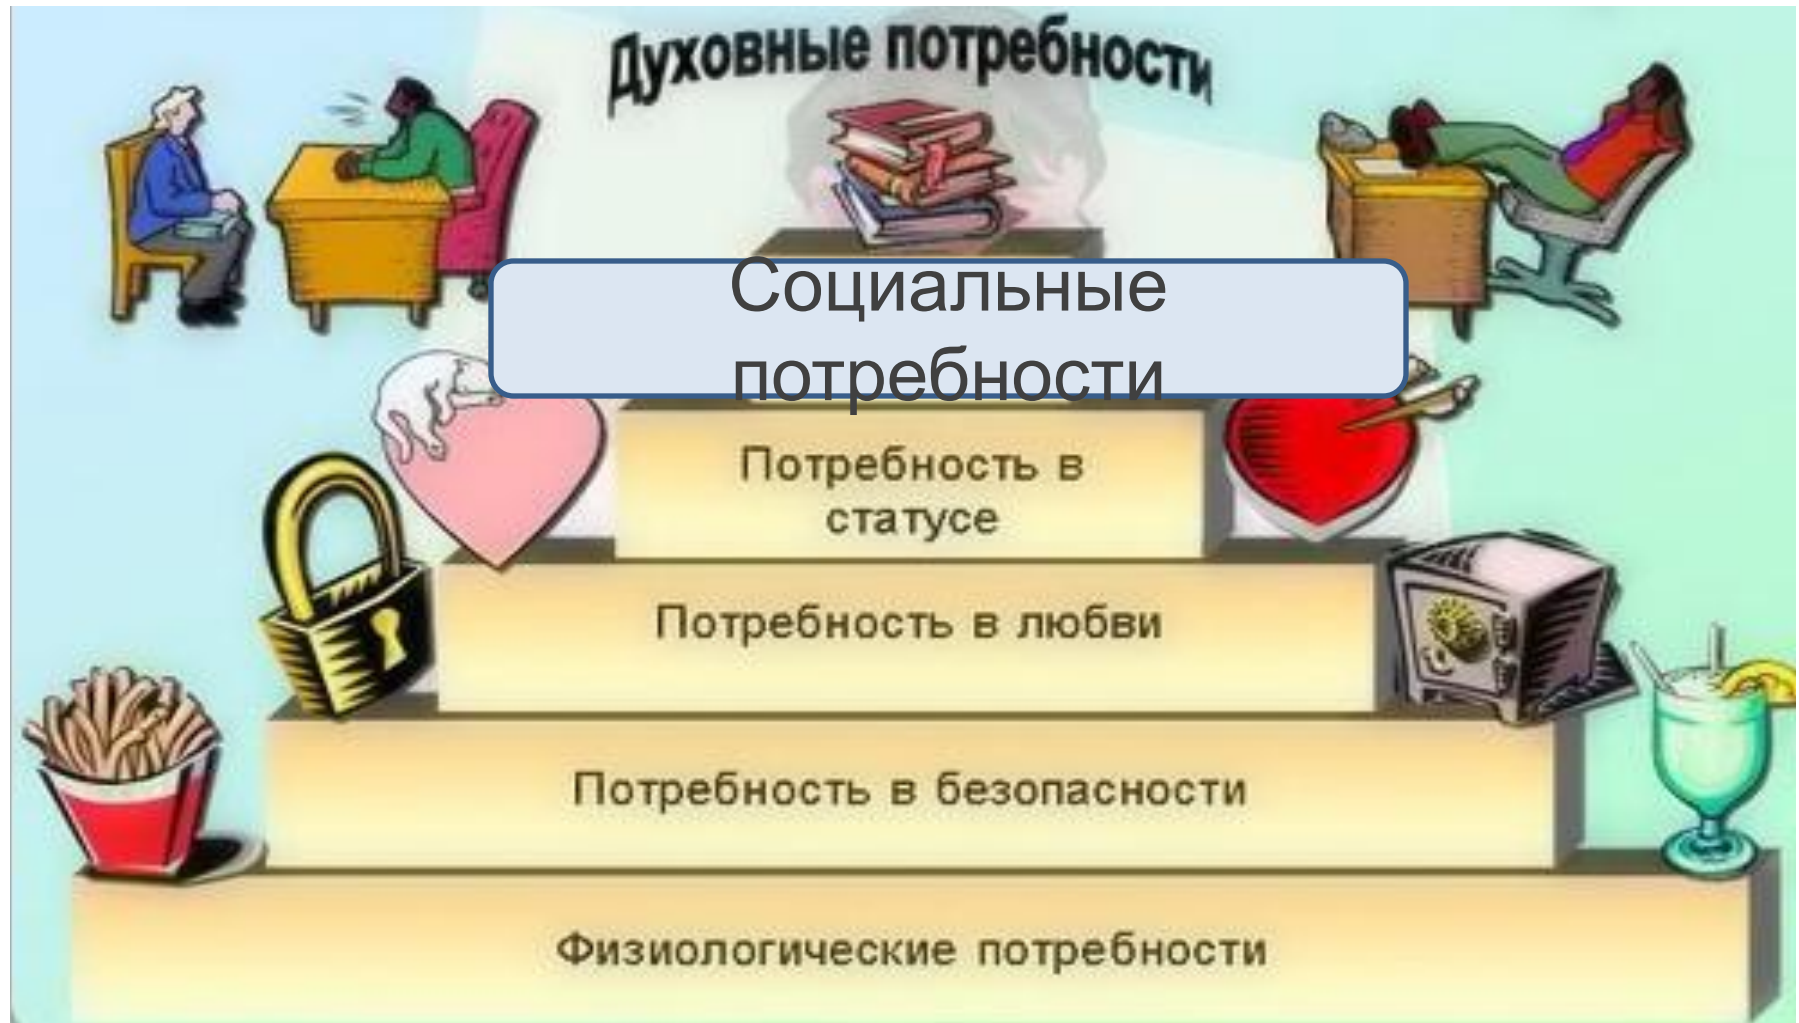 Духовные потребности
Социальные
потребности
Потребность в
статусе
Потребность в любви
Потребность в безопасности
Физиологические потребности